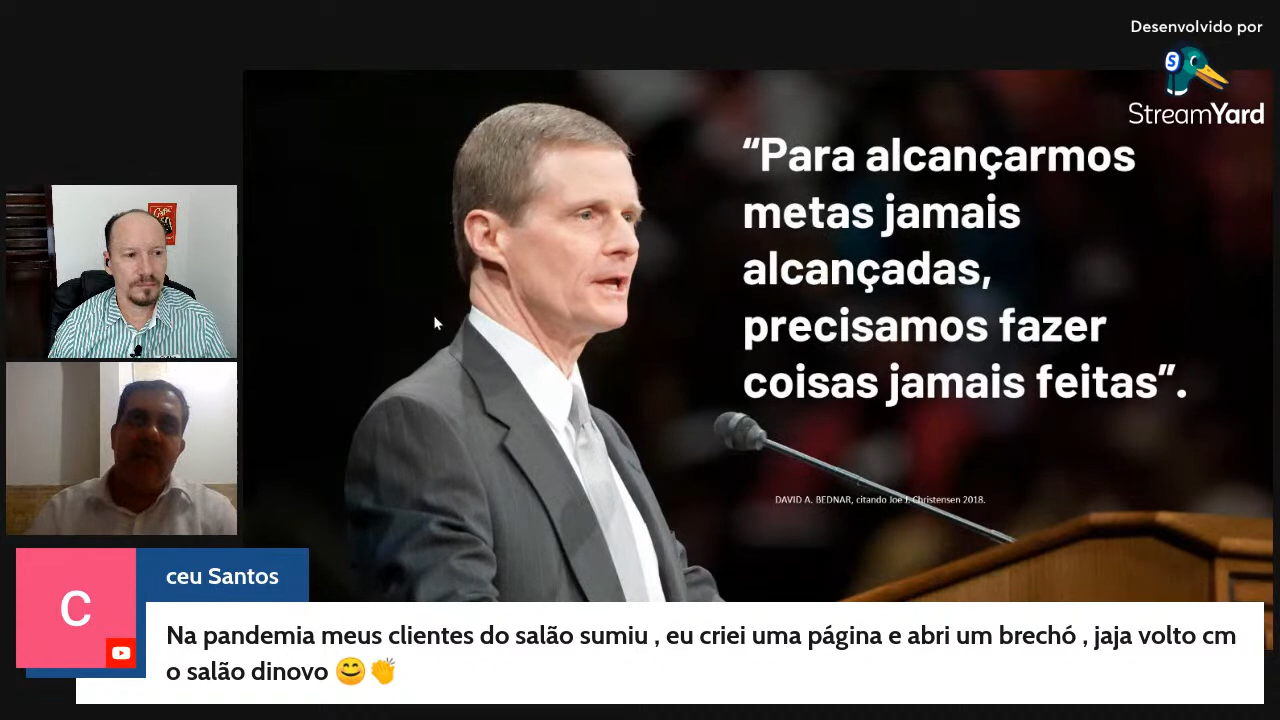 Desenvolvido por
S
StreamYard
“Para alcançarmos
metas jamais
alcançadas,
precisamos fazer
coisas jamais feitas”.
DAVID A. BEDNAR, citando Joe J. Christensen 2018.
C
ceu Santos
Na pandemia meus clientes do salão sumiu , eu criei uma página e abri um brechó , jaja volto cm
o salão dinovo 😊👏